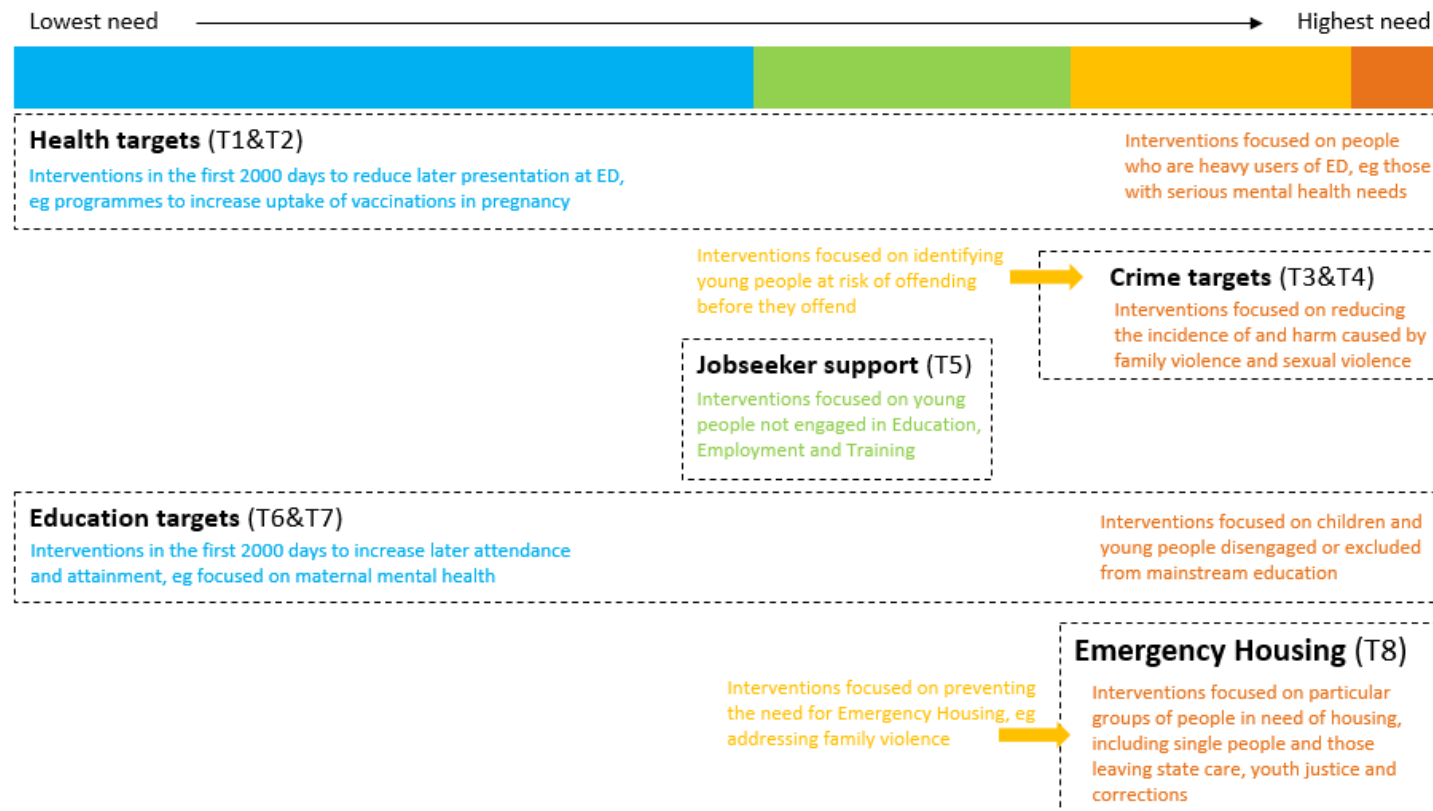 Lowest need
Highest need
Health targets (T1&T2)
Interventions in the first 2000 days to reduce later presentation at ED,
eg programmes to increase uptake of vaccinations in pregnancy
Interventions focused on people
who are heavy users of ED, eg those
with serious mental health needs
Interventions focused on identifying
young people at risk of offending
before they offend
Crime targets (T3&T4)
Interventions focused on reducing
the incidence of and harm caused by
family violence and sexual violence
Jobseeker support (T5)
Interventions focused on young
people not engaged in Education,
Employment and Training
Education targets (T6&T7)
Interventions in the first 2000 days to increase later attendance
and attainment, eg focused on maternal mental health
Interventions focused on children and
young people disengaged or excluded
from mainstream education
Interventions focused on preventing
the need for Emergency Housing, eg
addressing family violence
Emergency Housing (T8)
Interventions focused on particular
groups of people in need of housing,
including single people and those
leaving state care, youth justice and
corrections